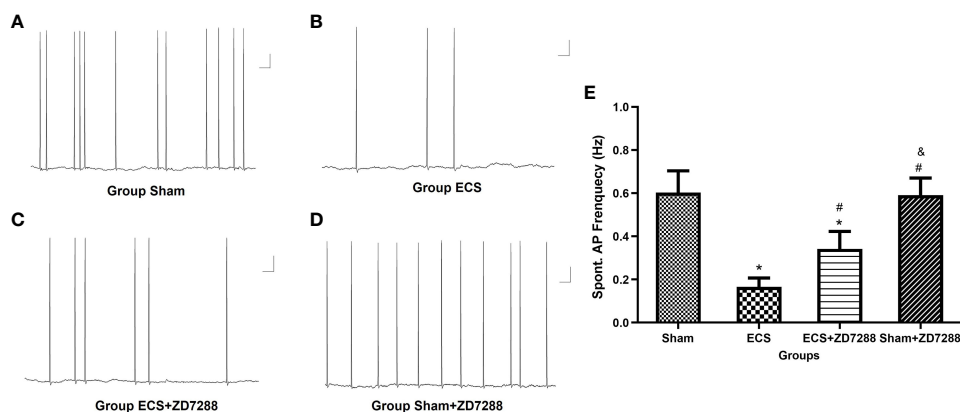 A
Group Sham
B
Group ECS
C
Group ECS+ZD7288
D
Group Sham+ZD7288
E
Spont. AP Frenquecy (Hz)
1.0
0.8
0.6
0.4
0.2
0.0
*
#
*
&
#
Sham ECS ECS+ZD7288 Sham+ZD7288
Groups